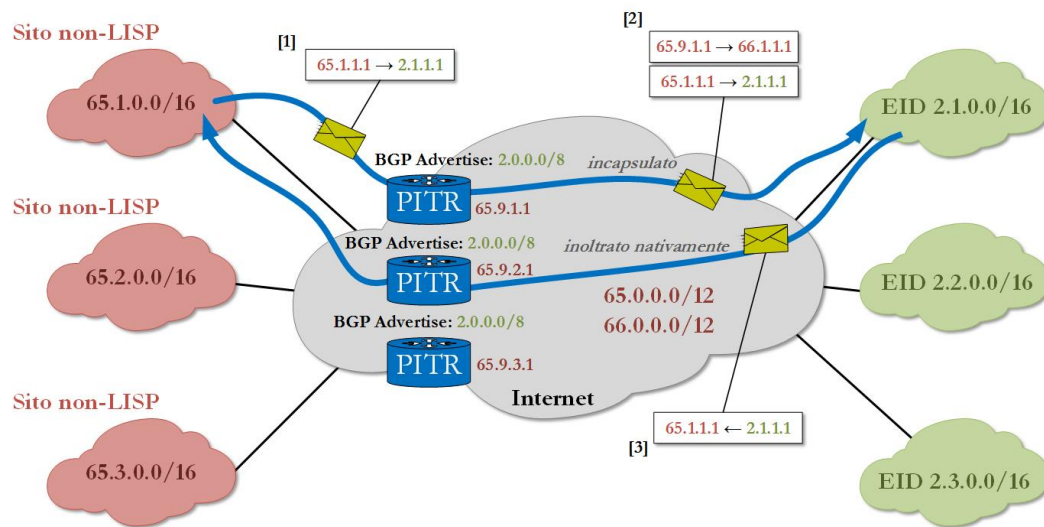 Sito non-LISP
65.1.0.0/16
[1]
65.1.1.1 → 2.1.1.1
[2]
65.9.1.1 → 66.1.1.1
65.1.1.1 → 2.1.1.1
EID 2.1.0.0/16
BGP Advertise: 2.0.0.0/8
incapsulato
PITR
65.9.1.1
Sito non-LISP
65.2.0.0/16
BGP Advertise: 2.0.0.0/8
inoltrato nativamente
PITR
65.9.2.1
65.0.0.0/12
66.0.0.0/12
EID 2.2.0.0/16
BGP Advertise: 2.0.0.0/8
PITR
65.9.3.1
Internet
Sito non-LISP
65.3.0.0/16
[3]
65.1.1.1 ← 2.1.1.1
EID 2.3.0.0/16